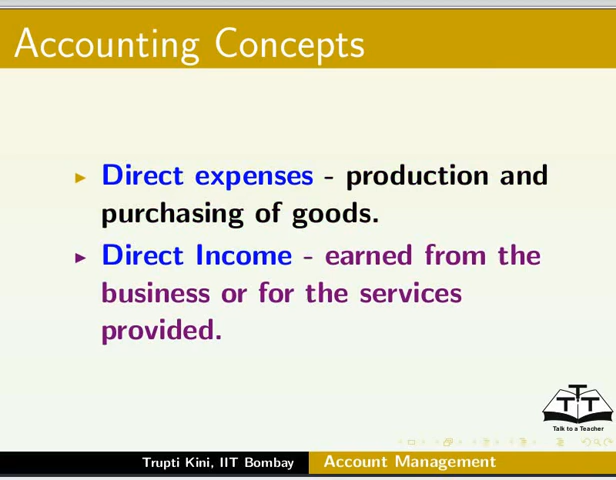 Accounting Concepts
Direct expenses - production and
purchasing of goods.
Direct Income - earned from the
business or for the services
provided.
TTT
Talk to a Teacher
Trupti Kini, IIT Bombay
Account Management